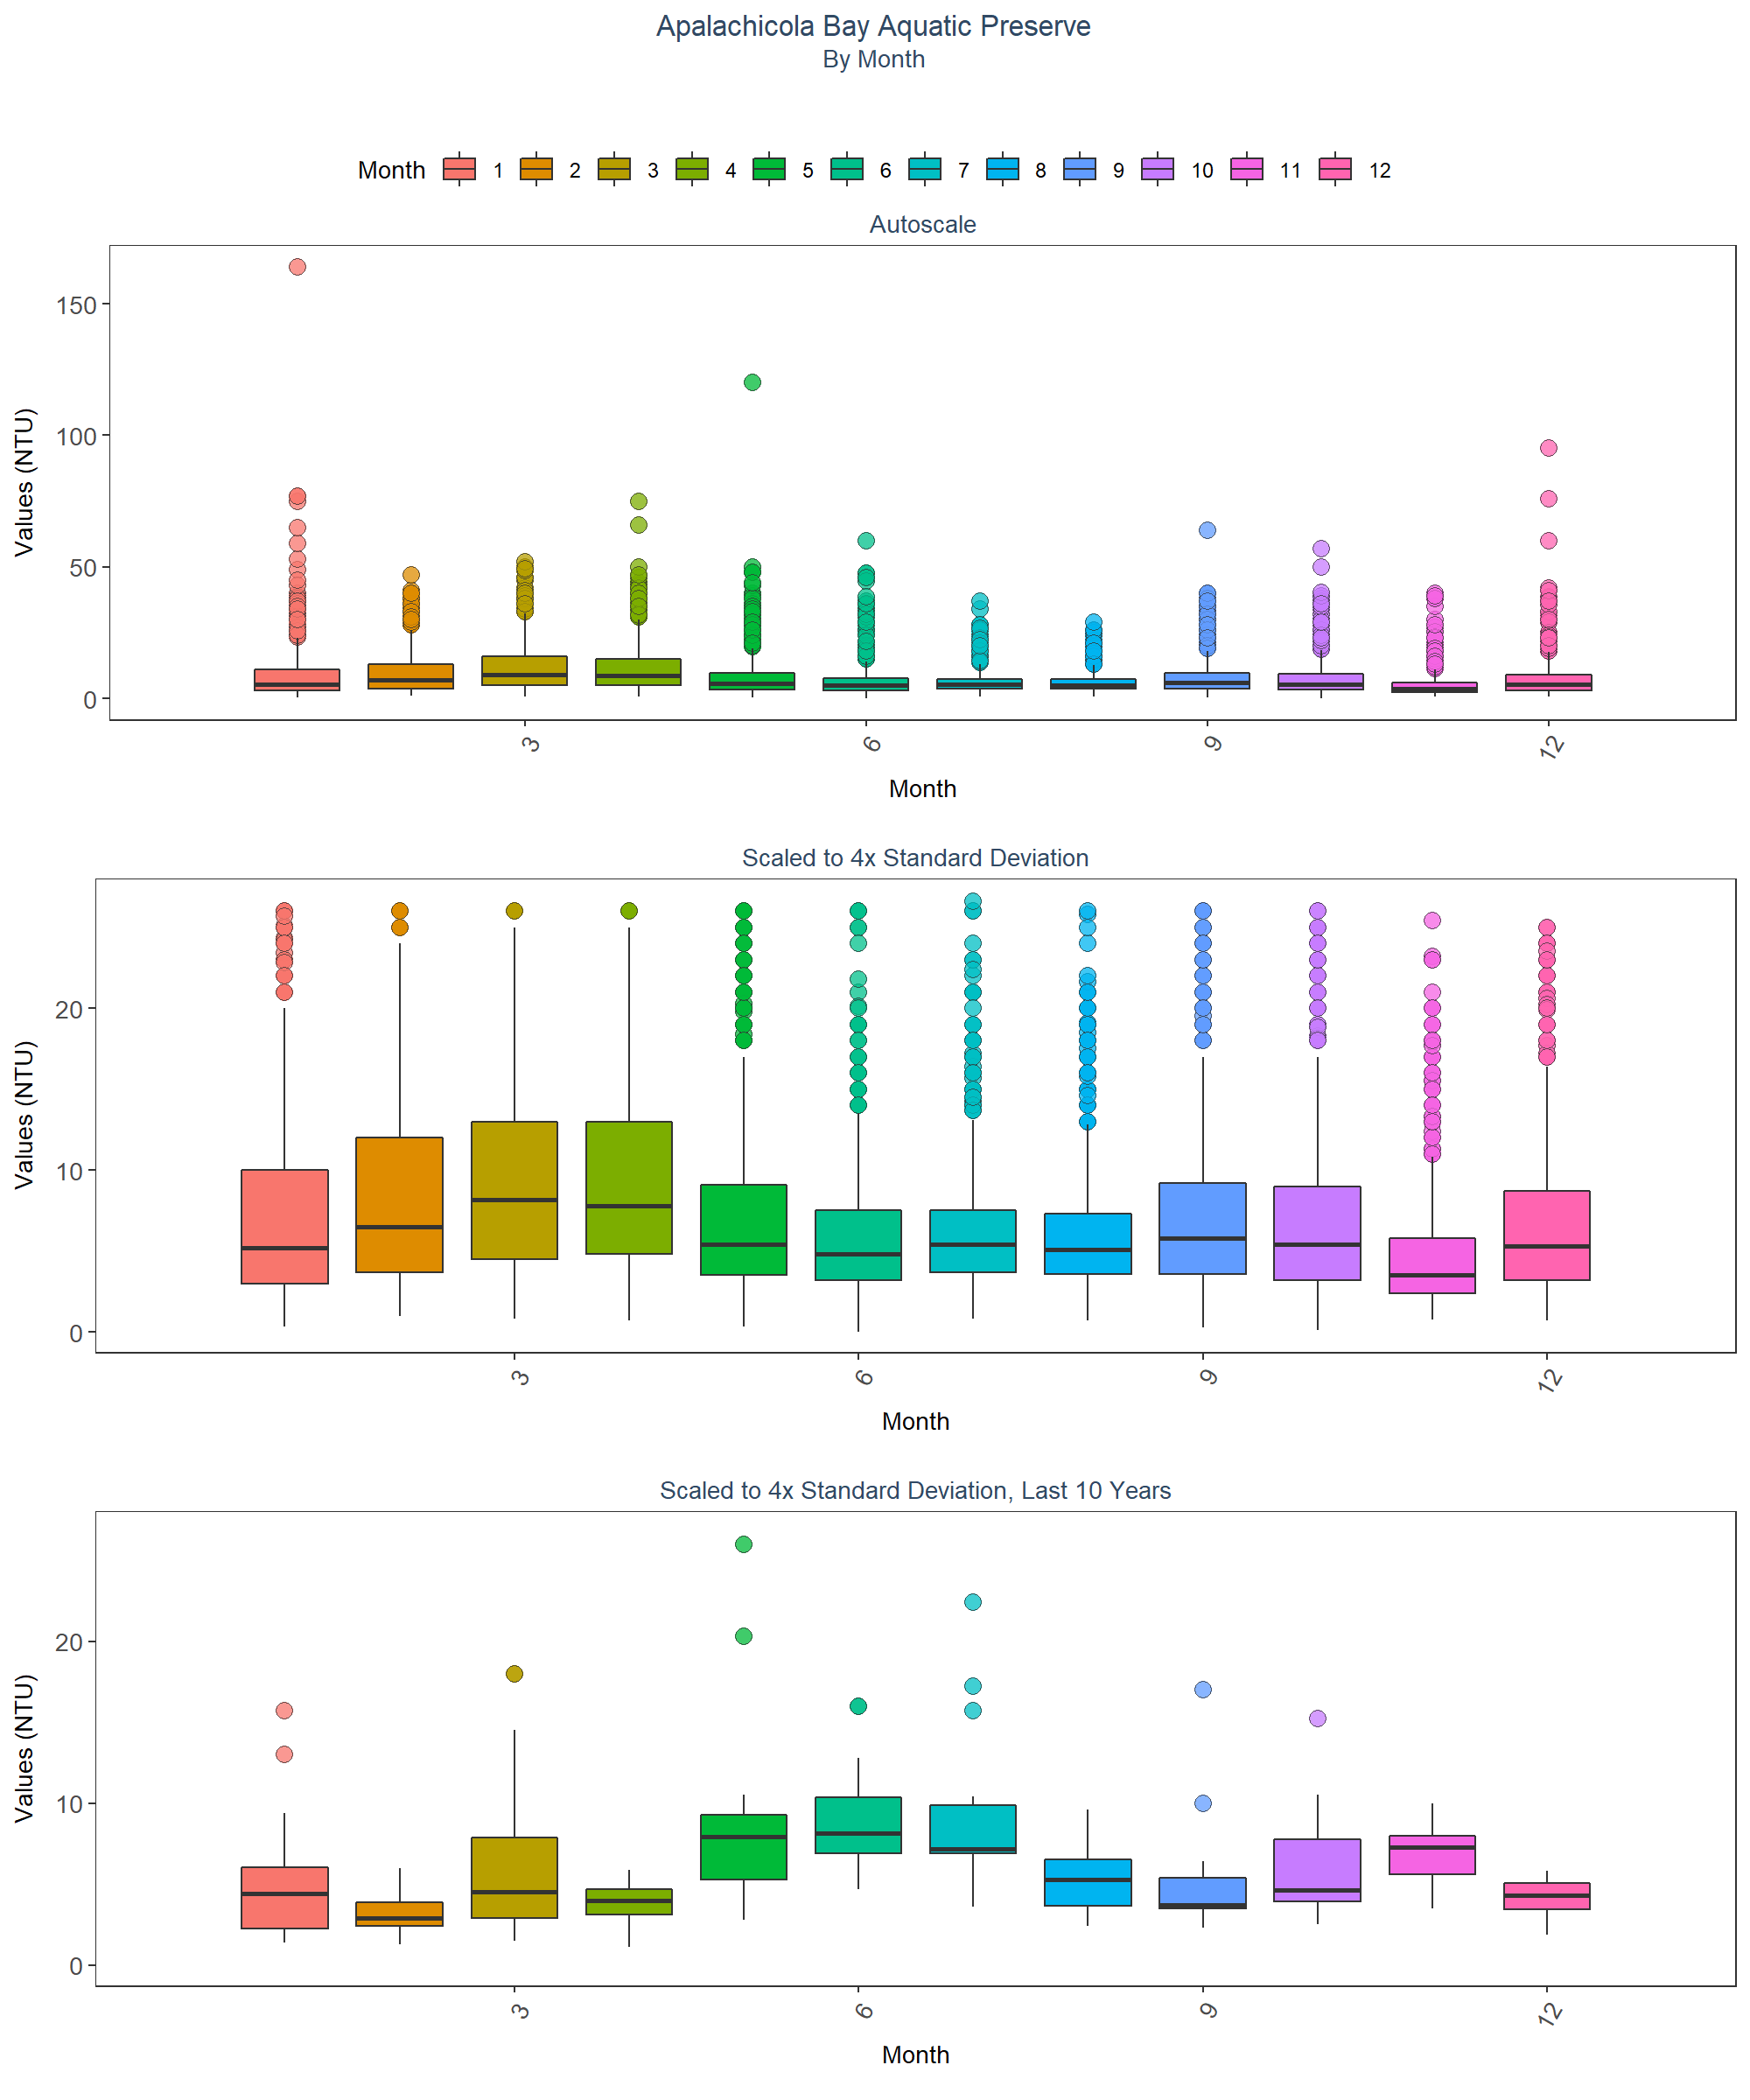 Apalachicola Bay Aquatic Preserve
By Month
Month 1 2 3 4 5 6 7 8 9 10 11 12
Autoscale
Values (NTU)
150
100
50
0
3 6 9 12
Month
Scaled to 4x Standard Deviation
Values (NTU)
20
10
0
3 6 9 12
Month
Scaled to 4x Standard Deviation, Last 10 Years
Values (NTU)
20
10
0
3 6 9 12
Month